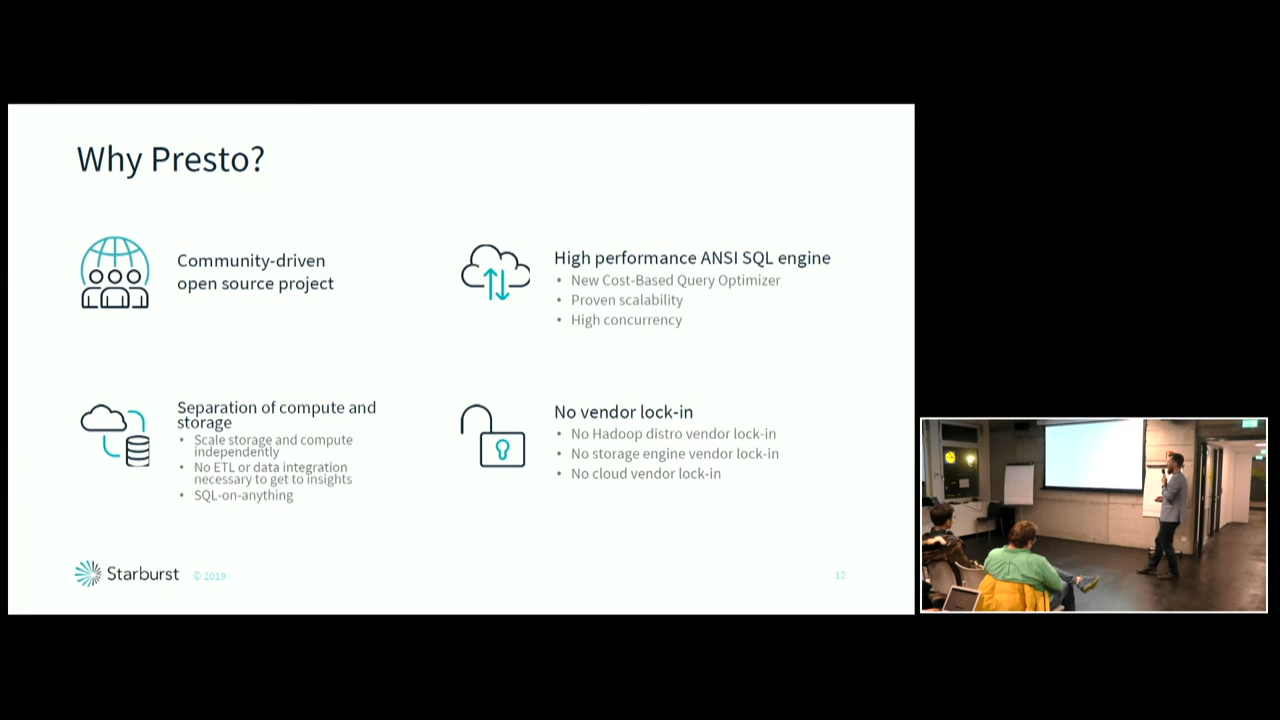 Why Presto?
Community-driven
open source project
High performance ANSI SQL engine
• New Cost-Based Query Optimizer
• Proven scalability
• High concurrency
Separation of compute and
storage
• Scale storage and compute
independently
• No ETL or data integration
necessary to get to insights
• SQL-on-anything
No vendor lock-in
• No Hadoop distro vendor lock-in
• No storage engine vendor lock-in
• No cloud vendor lock-in
Starburst © 2019
12